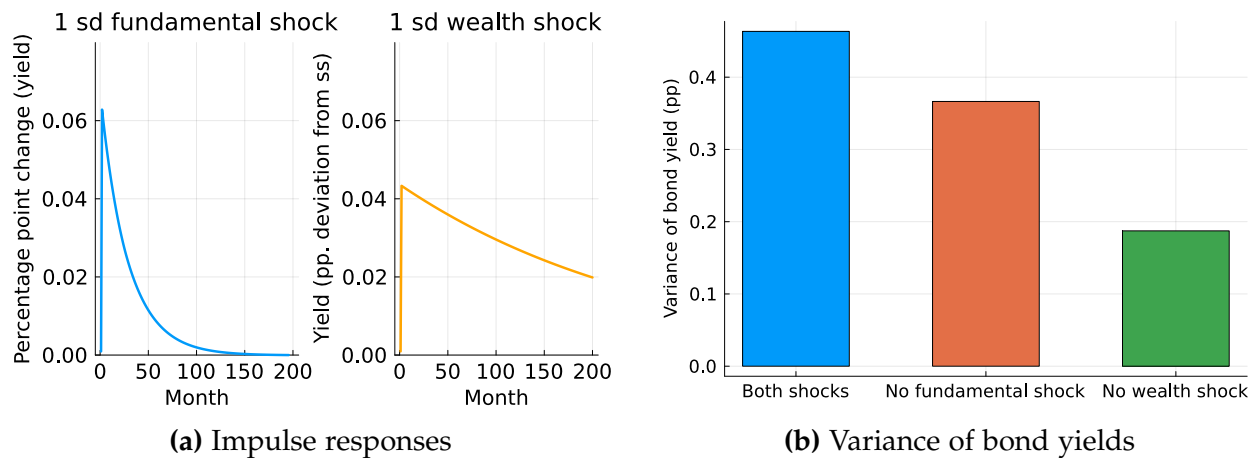 1 sd fundamental shock
Percentage point change (yield)
0.06
0.04
0.02
0.00
0 50 100 150 200
Month
1 sd wealth shock
Yield (pp. deviation from ss)
0.06
0.04
0.02
0.00
0 50 100 150 200
Month
(a) Impulse responses
Variance of bond yield (pp)
0.4
0.3
0.2
0.1
0.0
Both shocks No fundamental shock No wealth shock
(b) Variance of bond yields